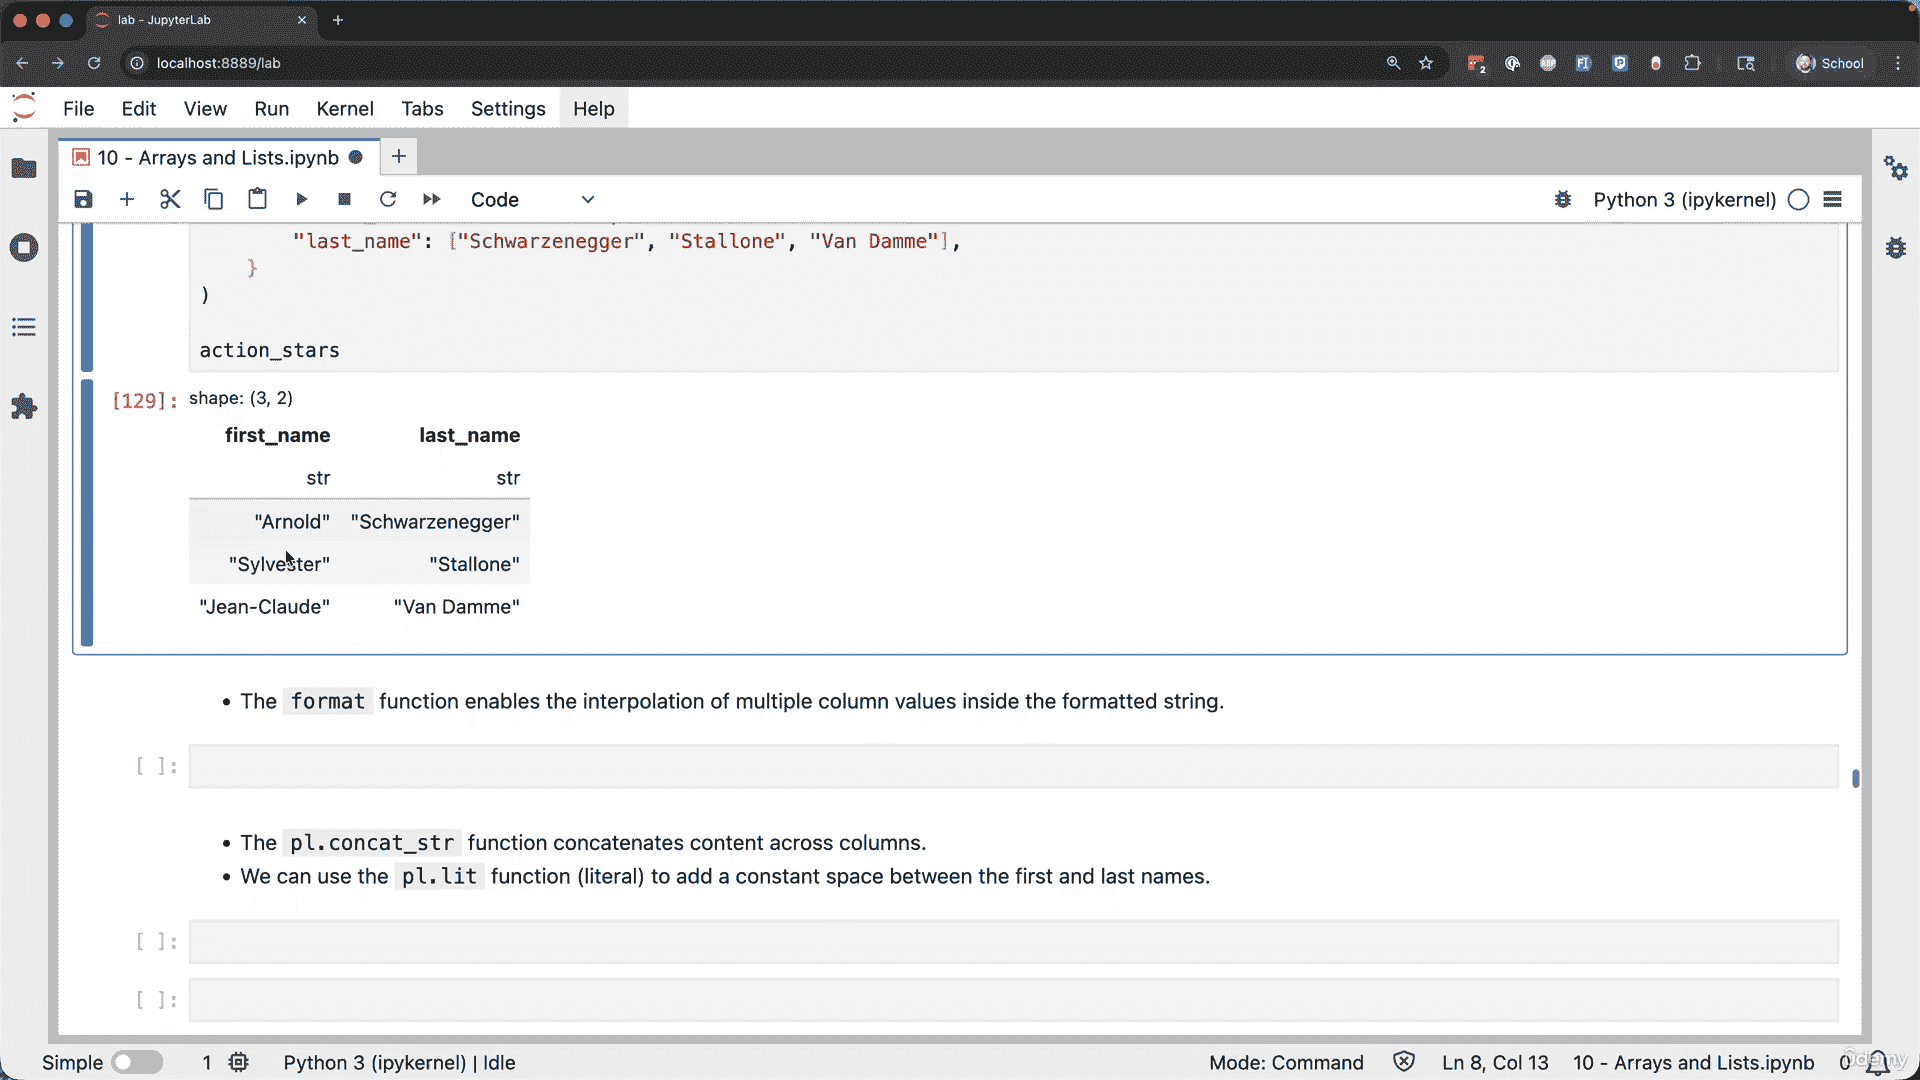 lab - JupyterLab
localhost:8889/lab
2
ABP
School
File Edit View Run Kernel Tabs Settings Help
10 - Arrays and Lists.ipynb
Code
Python 3 (ipykernel)
"last_name": ["Schwarzenegger", "Stallone", "Van Damme"],
}
)
action_stars
[129]: shape: (3, 2)
first_name last_name
str str
"Arnold" "Schwarzenegger"
"Sylvester" "Stallone"
"Jean-Claude" "Van Damme"
• The format function enables the interpolation of multiple column values inside the formatted string.
[ ]:
• The pl.concat_str function concatenates content across columns.
• We can use the pl.lit function (literal) to add a constant space between the first and last names.
[ ]:
[ ]:
Simple 1 Python 3 (ipykernel) | Idle Mode: Command Ln 8, Col 13 10 - Arrays and Lists.ipynb 0
udemy